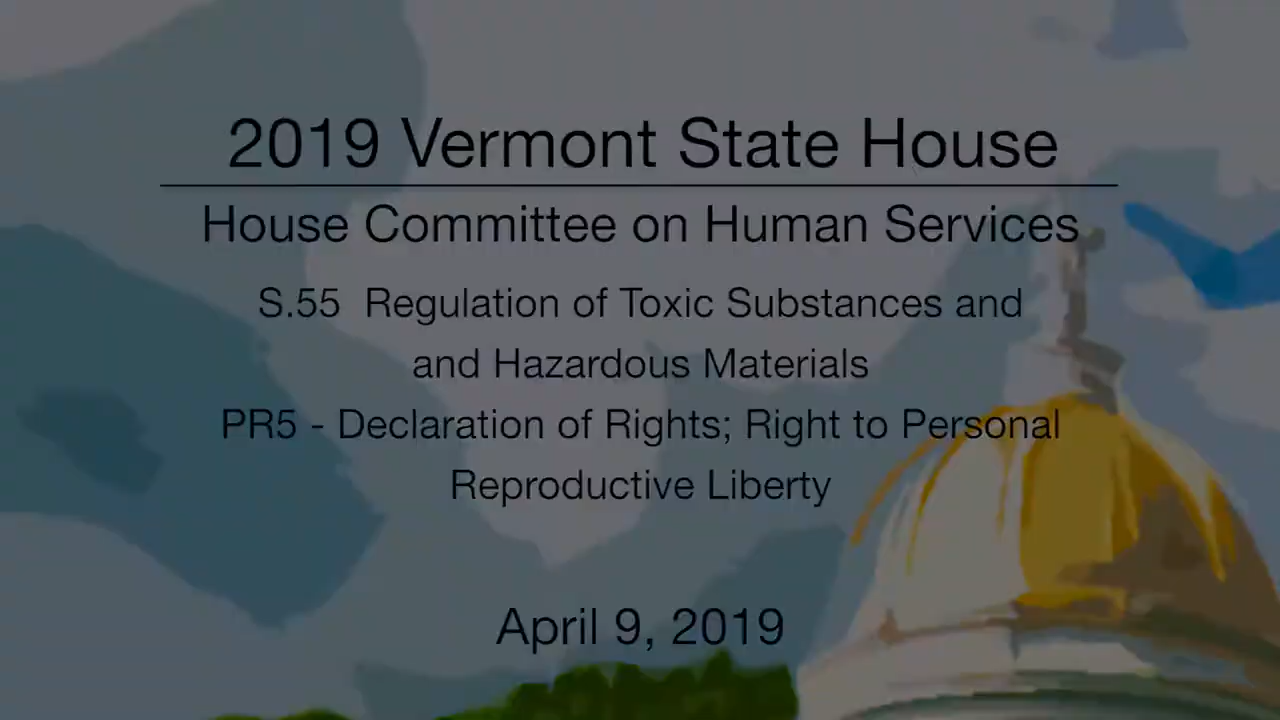 2019 Vermont State House
House Committee on Human Services
S.55 Regulation of Toxic Substances and
and Hazardous Materials
PR5 - Declaration of Rights; Right to Personal
Reproductive Liberty
April 9, 2019